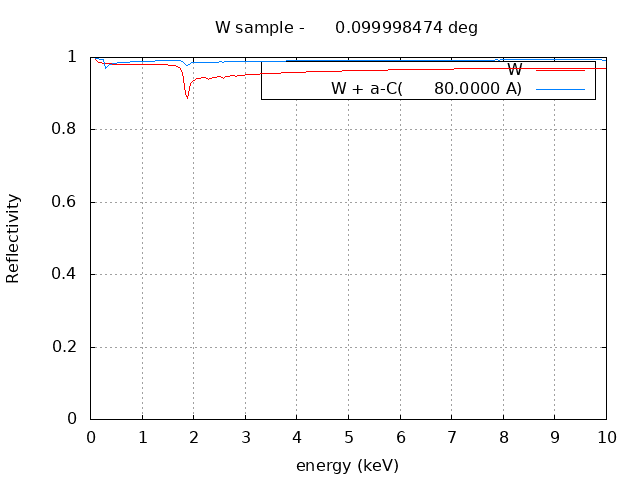 W sample -      0.099998474 deg
1
0.8
0.6
0.4
0.2
0
Reflectivity
W
W + a-C(      80.0000 A)
0 1 2 3 4 5 6 7 8 9 10
energy (keV)